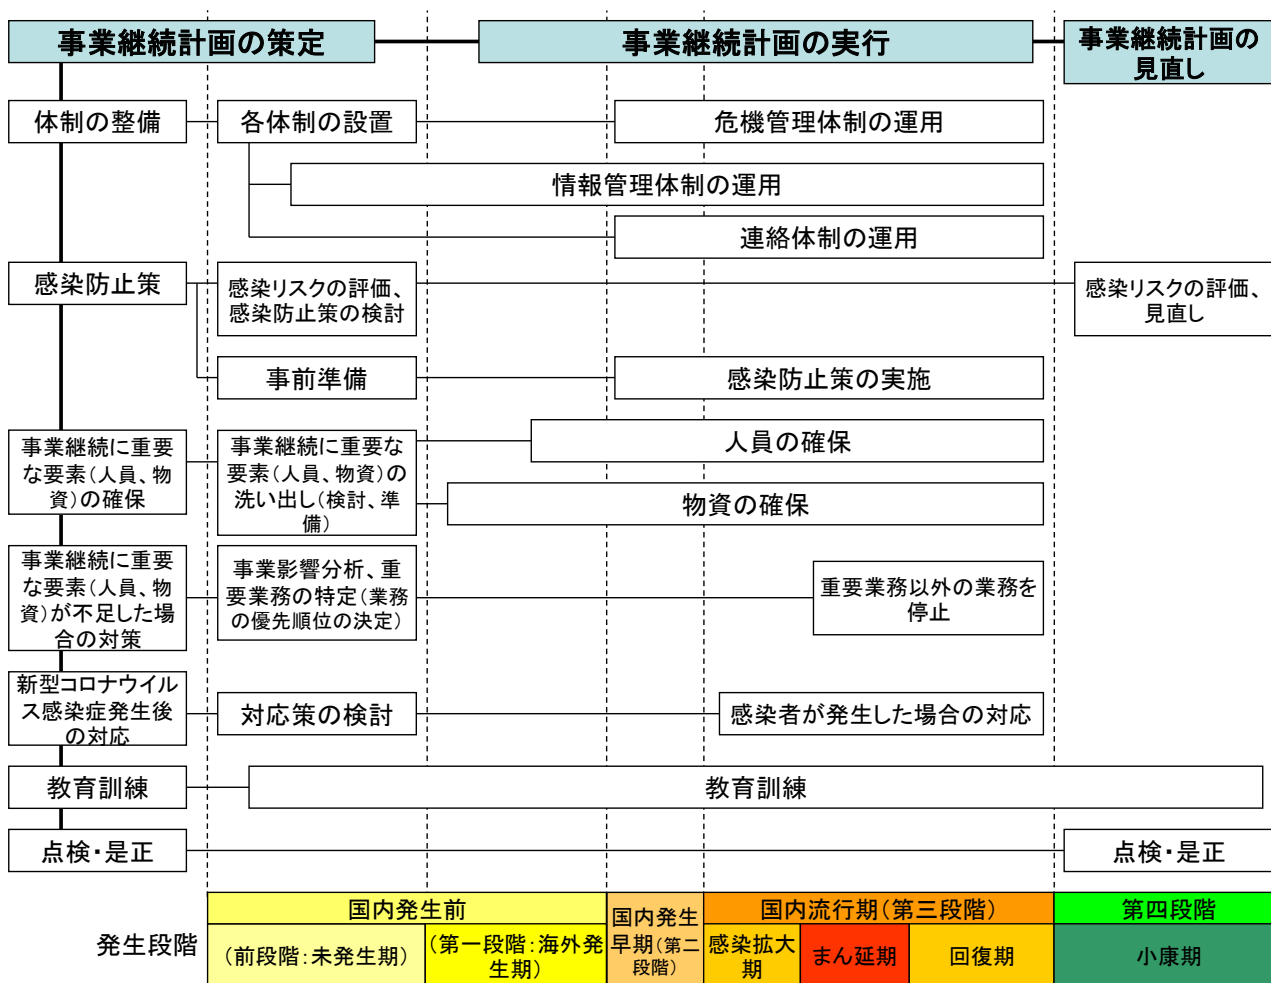 事業継続計画の策定
事業継続計画の実行
事業継続計画の
見直し
体制の整備
各体制の設置
危機管理体制の運用
情報管理体制の運用
連絡体制の運用
感染防止策
感染リスクの評価、
感染防止策の検討
感染リスクの評価、
見直し
事前準備
感染防止策の実施
事業継続に重要
な要素(人員、物
資)の確保
事業継続に重要な
要素(人員、物資)の
洗い出し(検討、準
備)
人員の確保
物資の確保
事業継続に重要
な要素(人員、物
資)が不足した場
合の対策
事業影響分析、重
要業務の特定(業務
の優先順位の決定)
重要業務以外の業務を
停止
新型コロナウイル
ス感染症発生後
の対応
対応策の検討
感染者が発生した場合の対応
教育訓練
教育訓練
点検・是正
点検・是正
発生段階
国内発生前
(前段階:未発生期)
(第一段階:海外発
生期)
国内発生
早期(第二
段階)
国内流行期(第三段階)
感染拡大
期
まん延期
回復期
第四段階
小康期